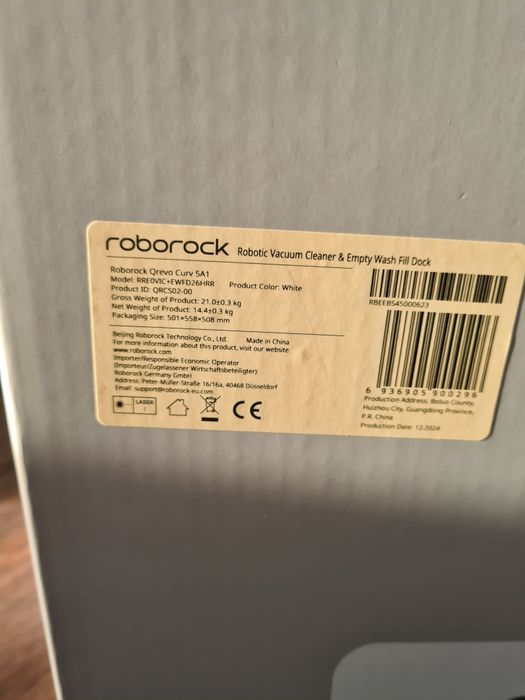 roborock Robotic Vacuum Cleaner & Empty Wash Fill Dock
Roborock Qrevo Curv 5A1
Model: RRE0VIC+EWFD26HRR Product Color: White
Product ID: QRCS02-00
Gross Weight of Product: 21.0±0.3 kg
Net Weight of Product: 14.4±0.3 kg
Packaging Size: 501×558×508 mm
RBEEBS45000623
Beijing Roborock Technology Co., Ltd. Made in China
For more information about this product, visit our website:
www.roborock.com
Importer/Responsible Economic Operator
(Importeur/Zugelassener Wirtschaftsbeteiligter):
Roborock Germany GmbH
Address: Peter-Müller-Straße 16/16a, 40468 Düsseldorf
Email: support@roborock-eu.com
LASER
1
CE
6 936905 900296
Production Address: Boluo County,
Huizhou City, Guangdong Province,
P.R. China
Production Date: 12.2024